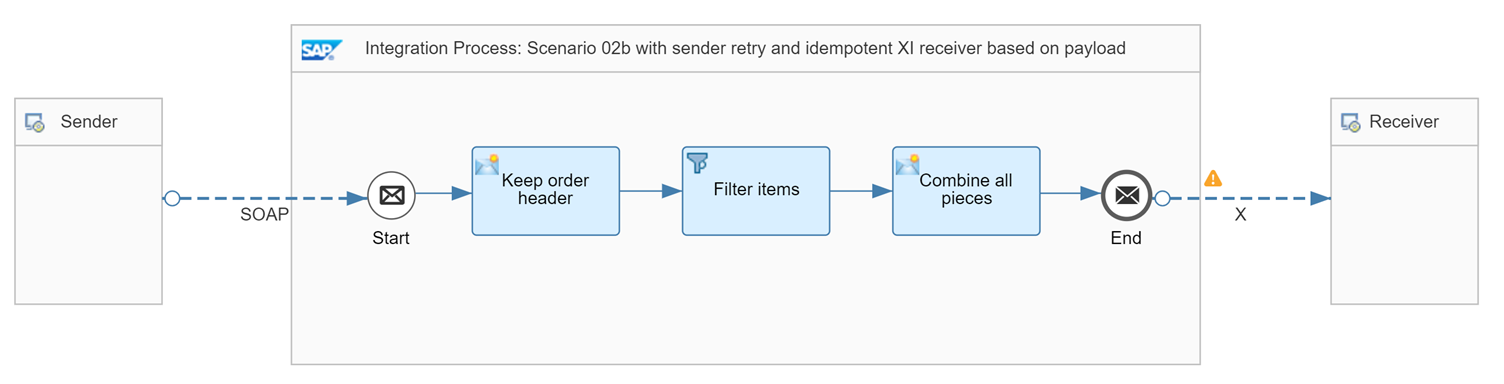 SAP Integration Process: Scenario 02b with sender retry and idempotent XI receiver based on payload
Sender
Receiver
SOAP
Start
Keep order
header
Filter items
Combine all
pieces
End
X